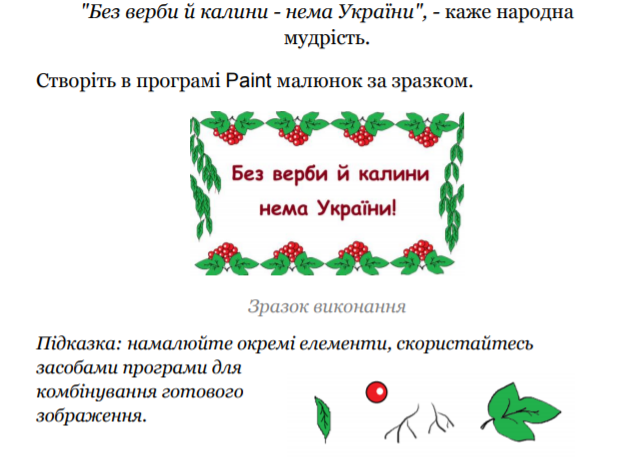 "Без верби й калини - нема України", - каже народна
мудрість.
Створіть в програмі Paint малюнок за зразком.
Без верби й калини
нема України!
Зразок виконання
Підказка: намалюйте окремі елементи, скористайтесь
засобами програми для
комбінування готового
зображення.